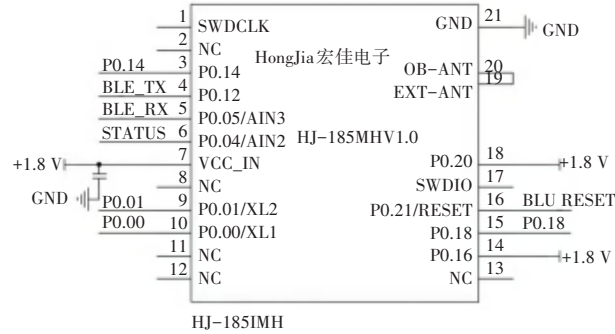 1 SWDCLK GND 21 GND
2 NC HongJia宏佳电子
P0.14 3 P0.14 OB-ANT 20
BLE_TX 4 P0.12 EXT-ANT 19
BLE_RX 5 P0.05/AIN3
STATUS 6 P0.04/AIN2 HJ-185MHV1.0
+1.8 V 7 VCC_IN P0.20 18 +1.8 V
8 NC SWDIO 17
GND P0.01 9 P0.01/XL2 P0.21/RESET 16 BLU RESET
P0.00 10 P0.00/XL1 P0.18 15 P0.18
11 NC P0.16 14 +1.8 V
12 NC NC 13
HJ-185IMH